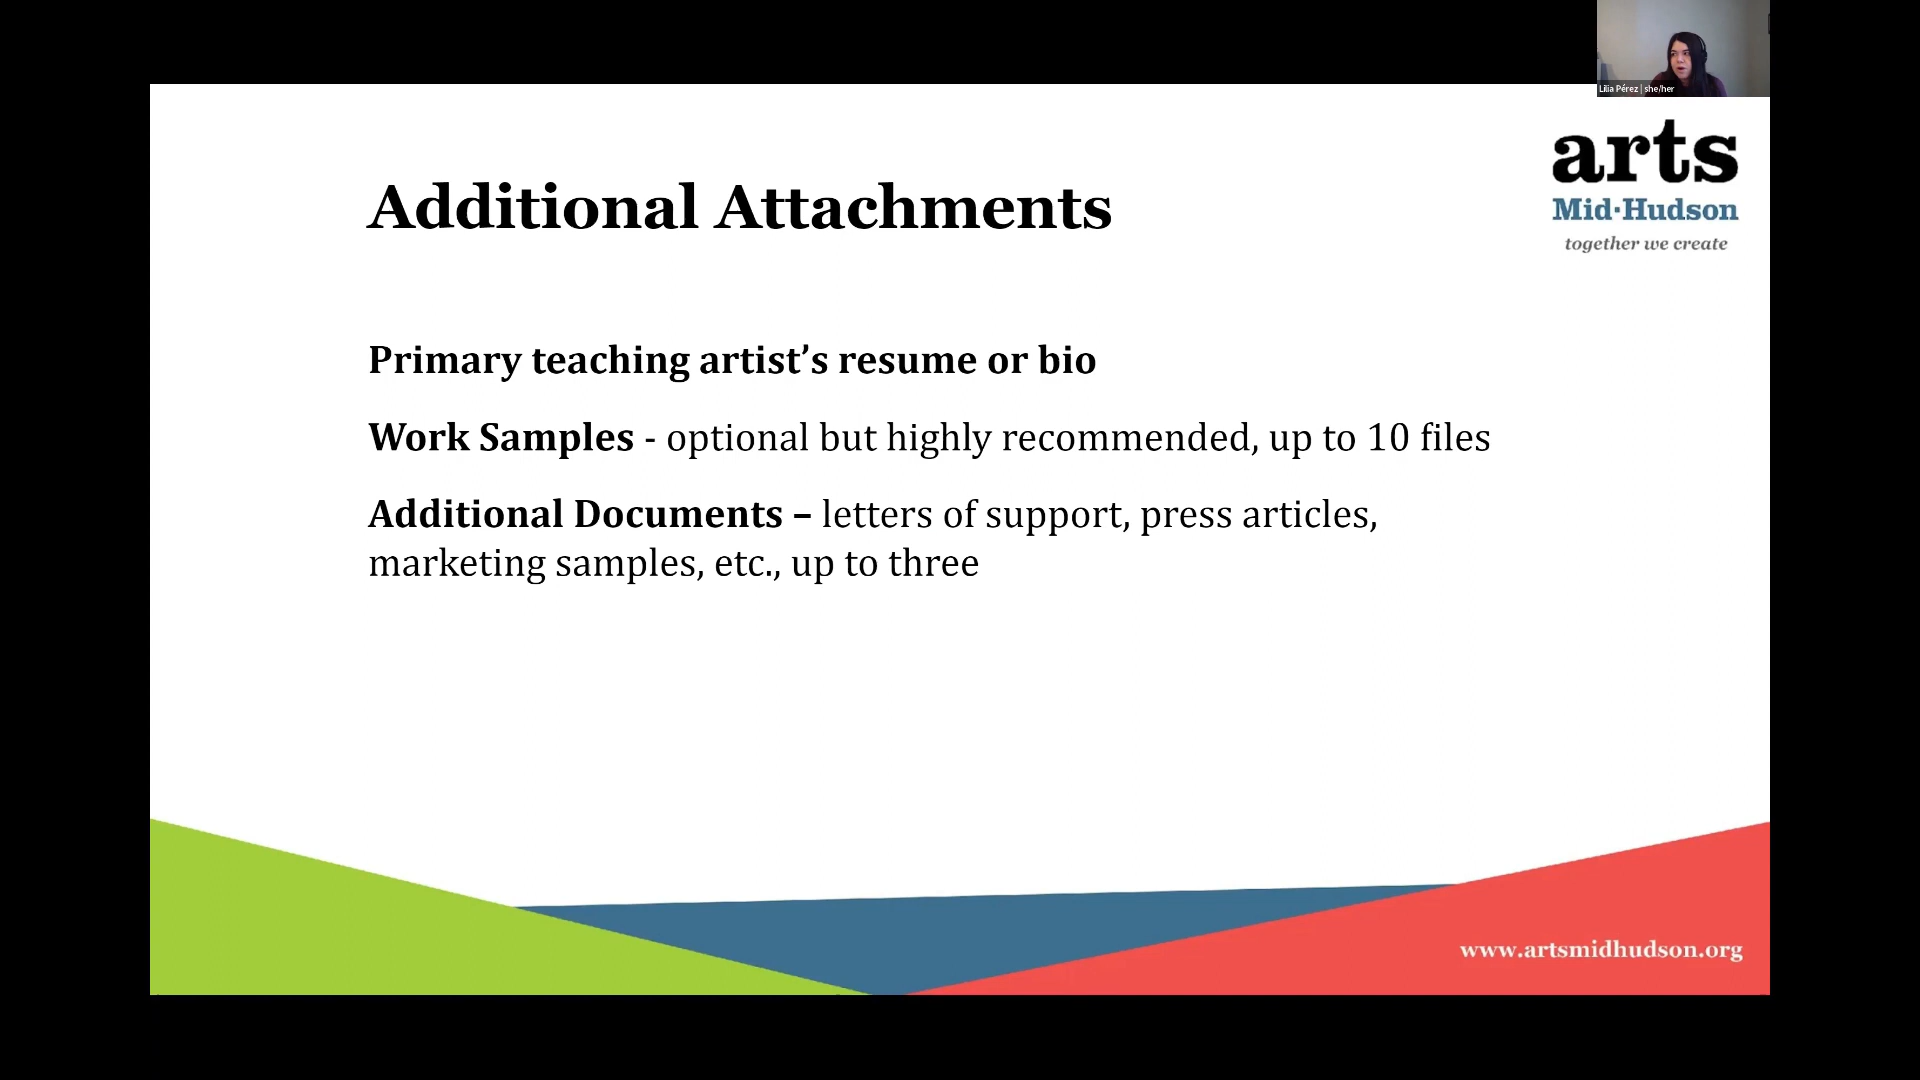 Lilia Pérez | she/her
arts
Mid·Hudson
together we create
Additional Attachments
Primary teaching artist’s resume or bio
Work Samples - optional but highly recommended, up to 10 files
Additional Documents – letters of support, press articles,
marketing samples, etc., up to three
www.artsmidhudson.org